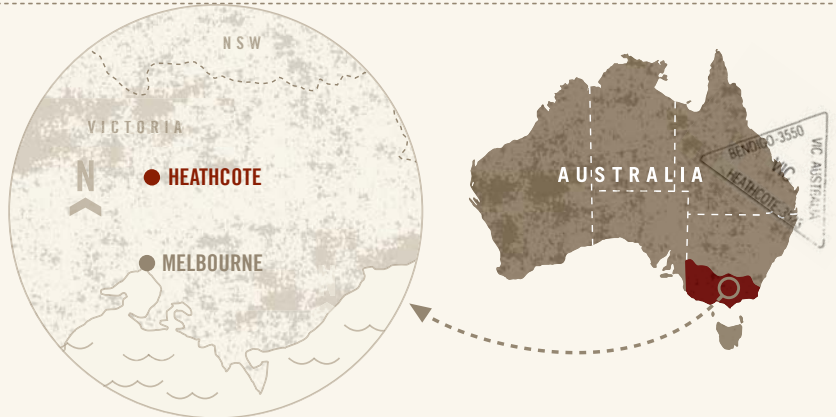 NSW
VICTORIA
N
HEATHCOTE
MELBOURNE
AUSTRALIA
BENDIGO-3550
VIC
HEATHCOTE
VIC AUSTRALIA